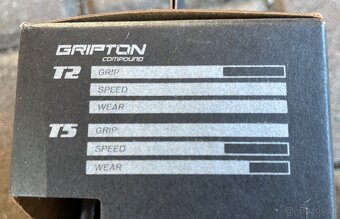 GRIPTON
COMPOUND
T2
GRIP
SPEED
WEAR
T5
GRIP
SPEED
WEAR